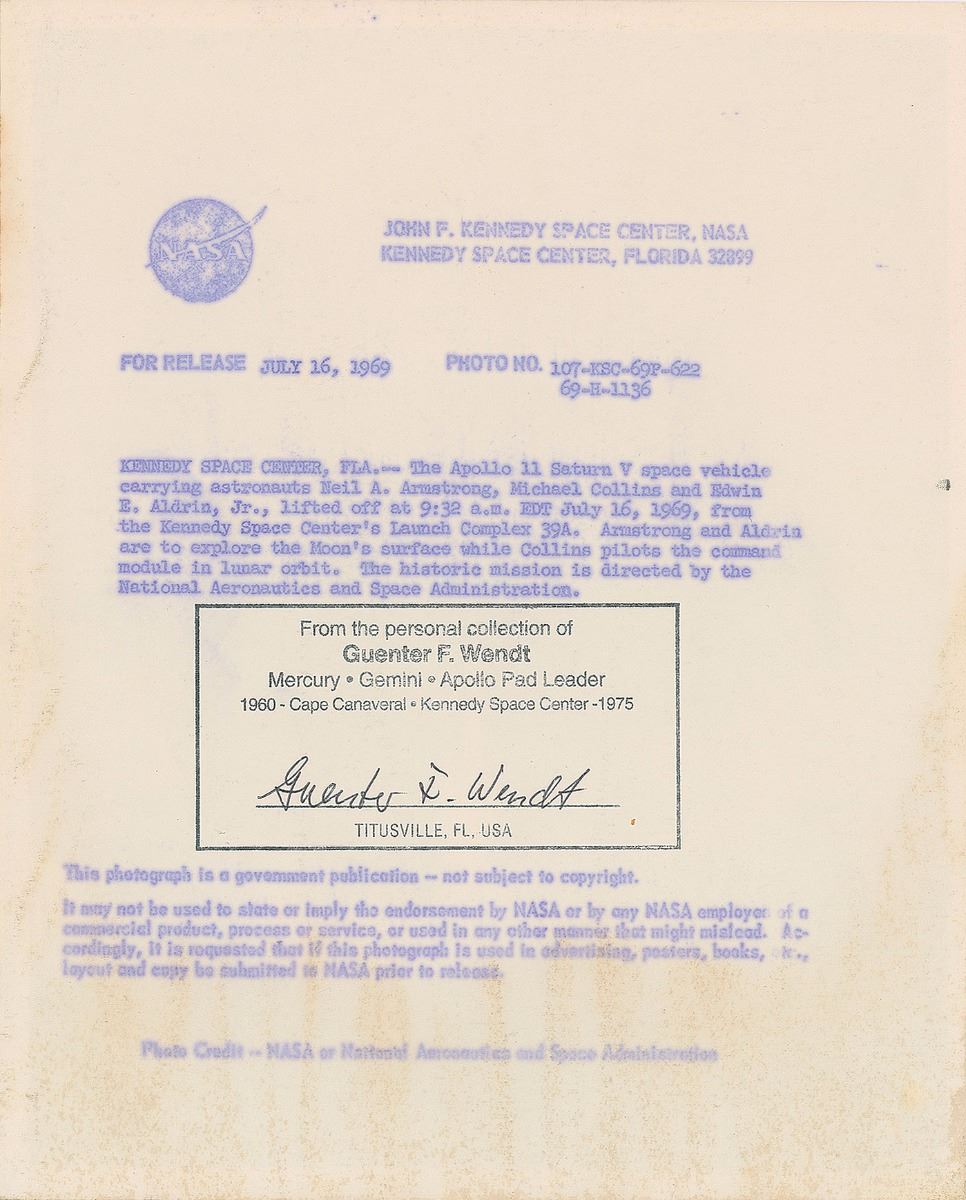 NASA
JOHN F. KENNEDY SPACE CENTER, NASA
KENNEDY SPACE CENTER, FLORIDA 32899
FOR RELEASE JULY 16, 1969 PHOTO NO. 107-KSC-69P-622
69-H-1136
KENNEDY SPACE CENTER, FLA.-- The Apollo 11 Saturn V space vehicle
carrying astronauts Neil A. Armstrong, Michael Collins and Edwin
E. Aldrin, Jr., lifted off at 9:32 a.m. EDT July 16, 1969, from
the Kennedy Space Center's Launch Complex 39A. Armstrong and Aldrin
are to explore the Moon's surface while Collins pilots the command
module in lunar orbit. The historic mission is directed by the
National Aeronautics and Space Administration.
From the personal collection of
Guenter F. Wendt
Mercury • Gemini • Apollo Pad Leader
1960 - Cape Canaveral • Kennedy Space Center -1975
Guenter F. Wendt
TITUSVILLE, FL, USA
This photograph is a government publication -- not subject to copyright.
It may not be used to state or imply the endorsement by NASA or by any NASA employee of a
commercial product, process or service, or used in any other manner that might mislead. Ac-
cordingly, it is requested that if this photograph is used in advertising, posters, books, etc.,
layout and copy be submitted to NASA prior to release.
Photo Credit -- NASA or National Aeronautics and Space Administration